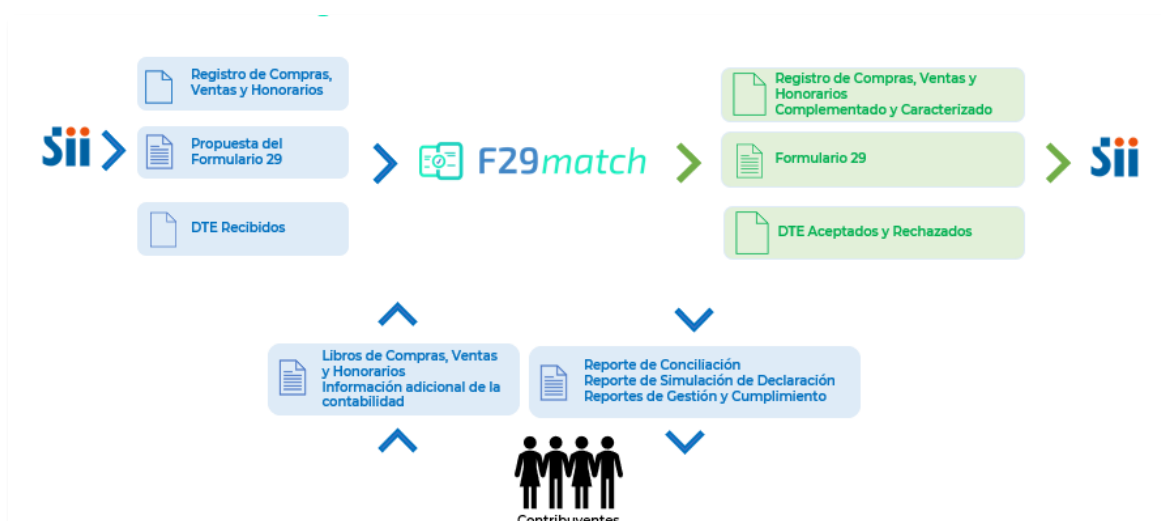 Sii
Registro de Compras,
Ventas y Honorarios
Propuesta del
Formulario 29
DTE Recibidos
F29match
Registro de Compras, Ventas y
Honorarios
Complementado y Caracterizado
Formulario 29
DTE Aceptados y Rechazados
Sii
Libros de Compras, Ventas
y Honorarios
Información adicional de la
contabilidad
Reporte de Conciliación
Reporte de Simulación de Declaración
Reportes de Gestión y Cumplimiento
Contribuyentes